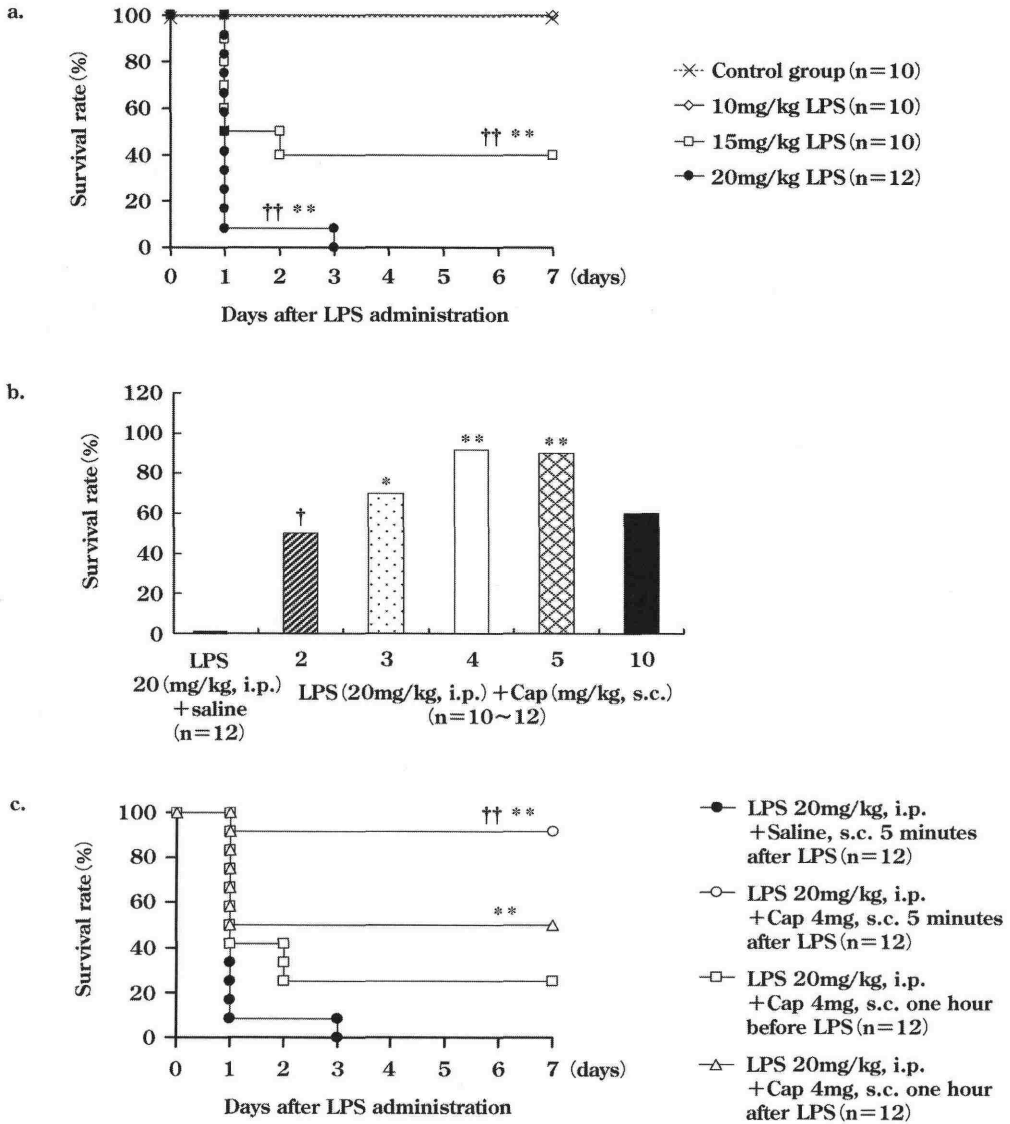 a.
Survival rate(%)
100
80
60
40
20
0
†† **
†† **
0 1 2 3 4 5 6 7 (days)
Days after LPS administration
Control group(n=10)
10mg/kg LPS(n=10)
15mg/kg LPS(n=10)
20mg/kg LPS(n=12)
b.
Survival rate(%)
120
100
80
60
40
20
0
†
*
**
**
LPS
20(mg/kg, i.p.)
+saline
(n=12)
2 3 4 5 10
LPS(20mg/kg, i.p.)+Cap(mg/kg, s.c.)
(n=10~12)
c.
Survival rate(%)
100
80
60
40
20
0
†† **
**
0 1 2 3 4 5 6 7 (days)
Days after LPS administration
LPS 20mg/kg, i.p.
+Saline, s.c. 5 minutes
after LPS(n=12)
LPS 20mg/kg, i.p.
+Cap 4mg, s.c. 5 minutes
after LPS(n=12)
LPS 20mg/kg, i.p.
+Cap 4mg, s.c. one hour
before LPS(n=12)
LPS 20mg/kg, i.p.
+Cap 4mg, s.c. one hour
after LPS(n=12)